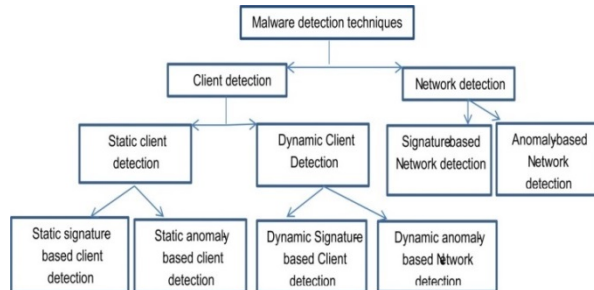 Malware detection techniques
Client detection
Network detection
Static client
detection
Dynamic Client
Detection
Signaturebased
Network detection
Anomalybased
Network
detection
Static signature
based client
detection
Static anomaly
based client
detection
Dynamic Signature
based Client
detection
Dynamic anomaly
based Network
detection